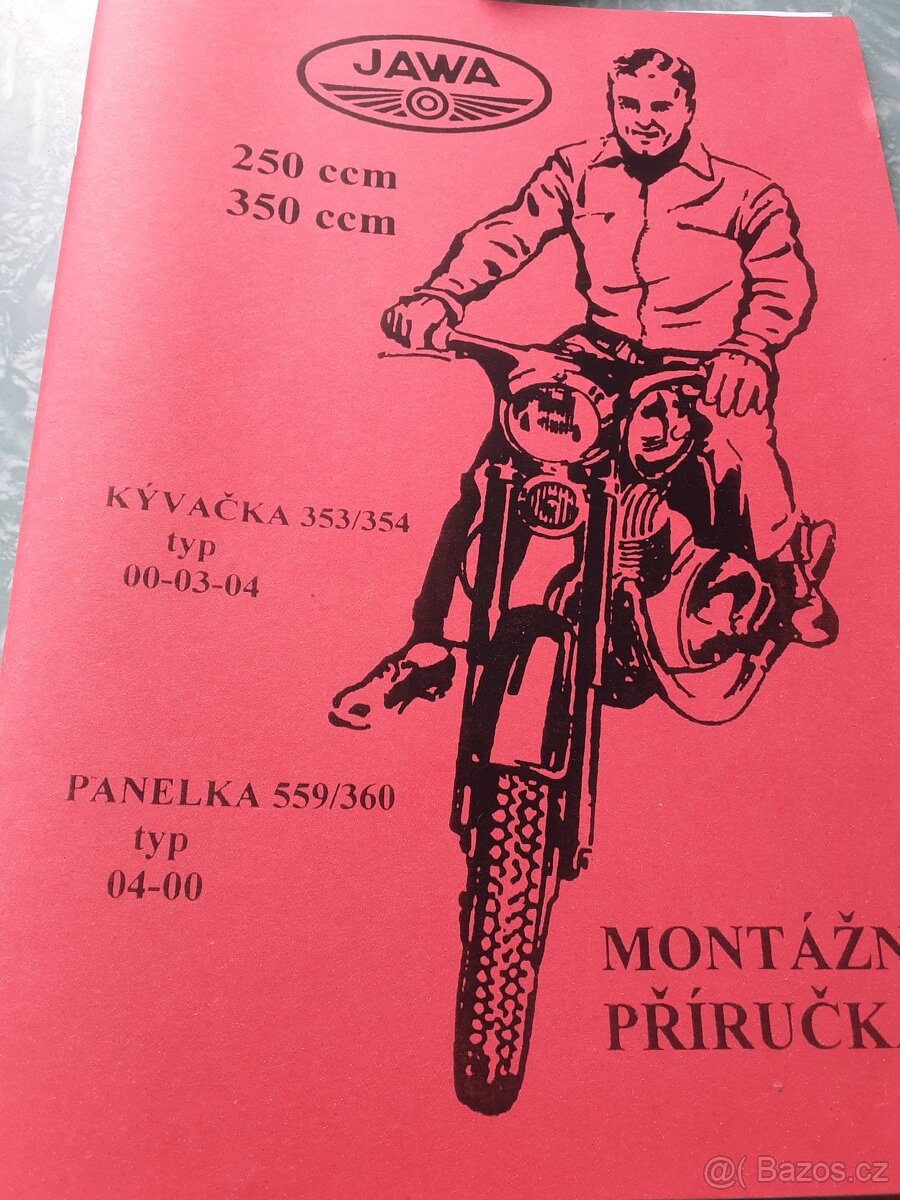 JAWA
250 ccm
350 ccm
KÝVAČKA 353/354
typ
00-03-04
PANELKA 559/360
typ
04-00
MONTÁŽN
PŘÍRUČKA
@( Bazos.cz